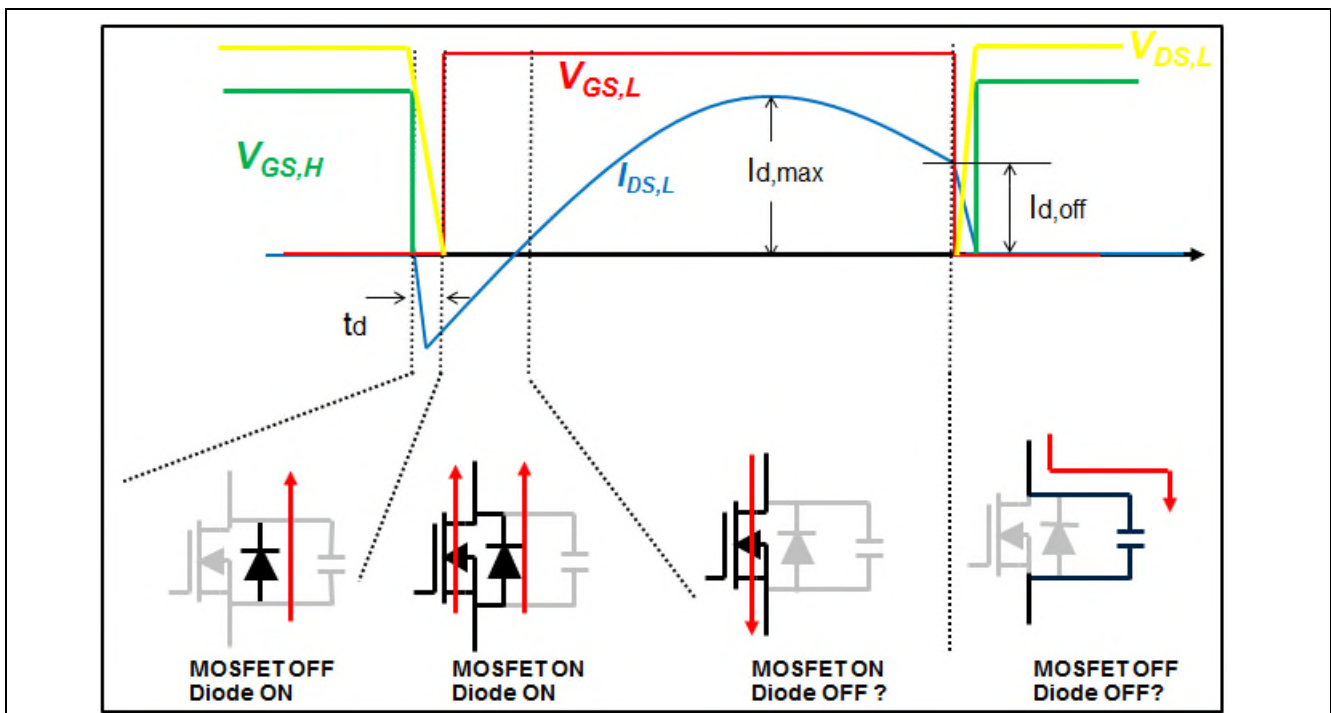 V_DS,L
V_GS,L
V_GS,H
I_DS,L
Id,max
Id,off
td
MOSFET OFF
Diode ON
MOSFET ON
Diode ON
MOSFET ON
Diode OFF ?
MOSFET OFF
Diode OFF?